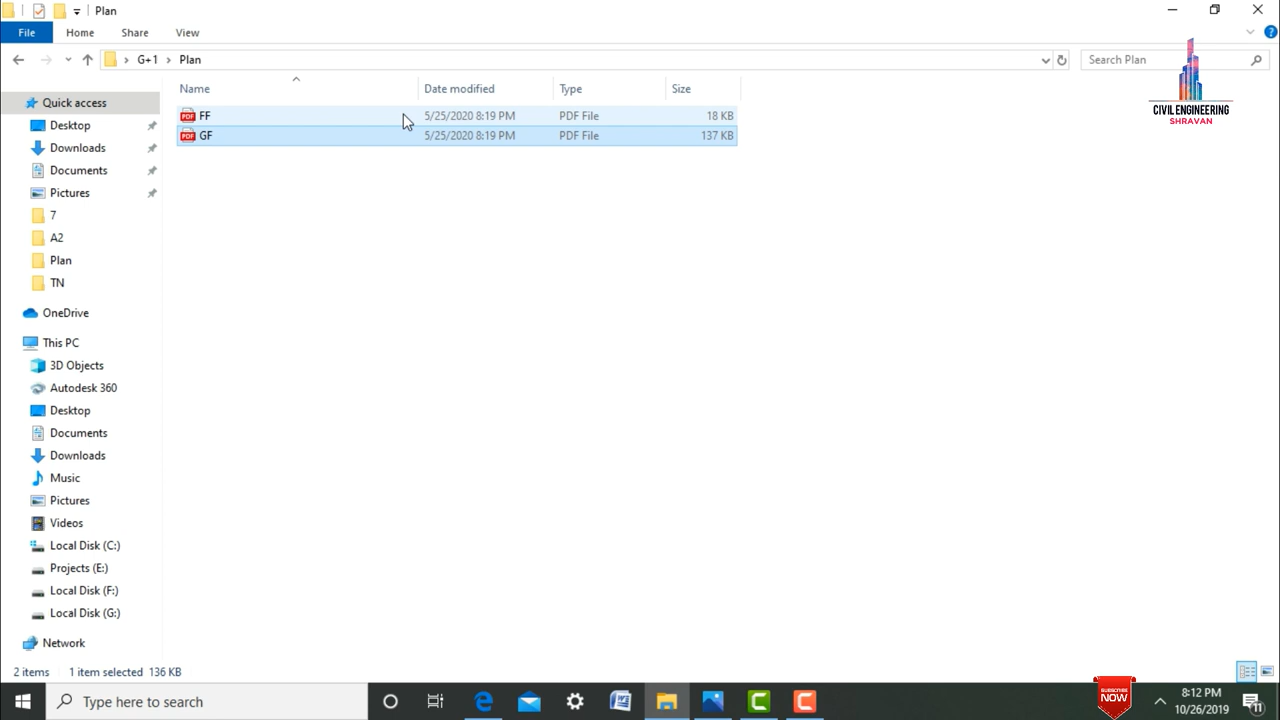 Plan
File Home Share View
G+1 Plan Search Plan
CIVIL ENGINEERING
SHRAVAN
Name Date modified Type Size
PDF FF 5/25/2020 8:19 PM PDF File 18 KB
PDF GF 5/25/2020 8:19 PM PDF File 137 KB
Quick access
Desktop
Downloads
Documents
Pictures
7
A2
Plan
TN
OneDrive
This PC
3D Objects
Autodesk 360
Desktop
Documents
Downloads
Music
Pictures
Videos
Local Disk (C:)
Projects (E:)
Local Disk (F:)
Local Disk (G:)
Network
2 items 1 item selected 136 KB
Type here to search
SUBSCRIBE
NOW
8:12 PM
10/26/2019
11